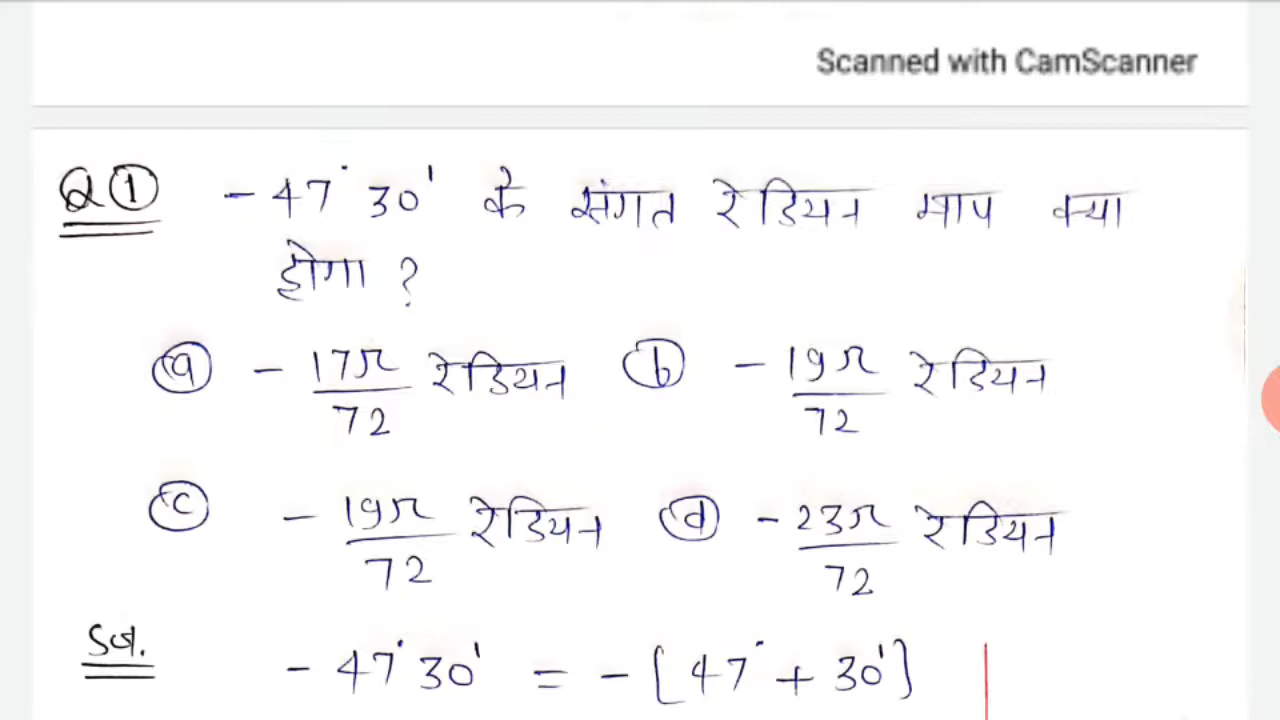 Scanned with CamScanner
Q ① - 47° 30' के संगत रेडियन माप क्या
होगा ?
ⓐ - 17π/72 रेडियन ⓑ - 19π/72 रेडियन
ⓒ - 19π/72 रेडियन ⓓ - 23π/72 रेडियन
Sol. - 47° 30' = - [47° + 30']